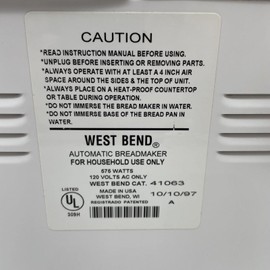 CAUTION
*READ INSTRUCTION MANUAL BEFORE USING.
*UNPLUG BEFORE INSERTING OR REMOVING PARTS.
*ALWAYS OPERATE WITH AT LEAST A 4 INCH AIR
SPACE AROUND THE SIDES & THE TOP OF UNIT.
*ALWAYS PLACE ON A HEAT-PROOF COUNTERTOP
OR TABLE DURING OPERATION.
*DO NOT IMMERSE THE BREAD MAKER IN WATER.
*DO NOT IMMERSE BASE OF THE BREAD PAN IN
WATER.
WEST BEND®
AUTOMATIC BREADMAKER
FOR HOUSEHOLD USE ONLY
575 WATTS
120 VOLTS AC ONLY
WEST BEND CAT. 41063
MADE IN USA
WEST BEND, WI 10/10/97
REGISTRADO PATENTED A
LISTED
UL